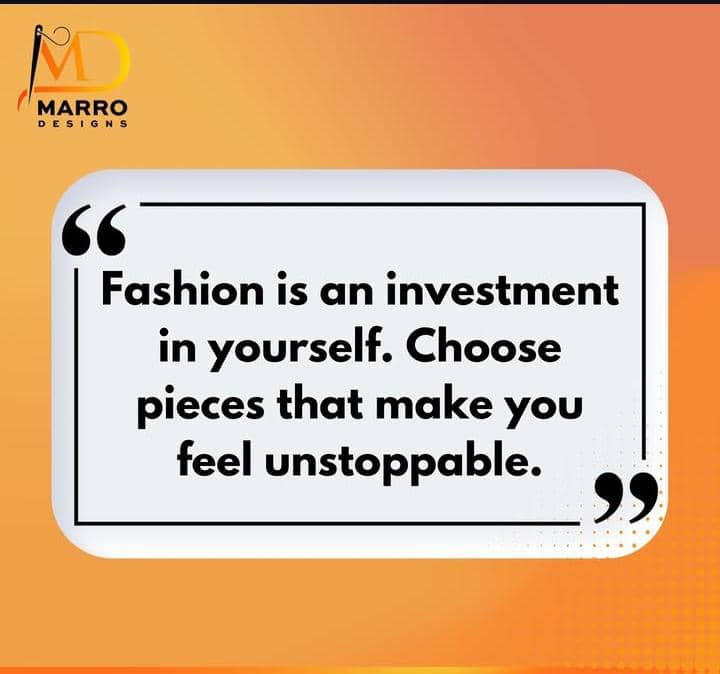 MD
MARRO
DESIGNS
“
Fashion is an investment
in yourself. Choose
pieces that make you
feel unstoppable.
”